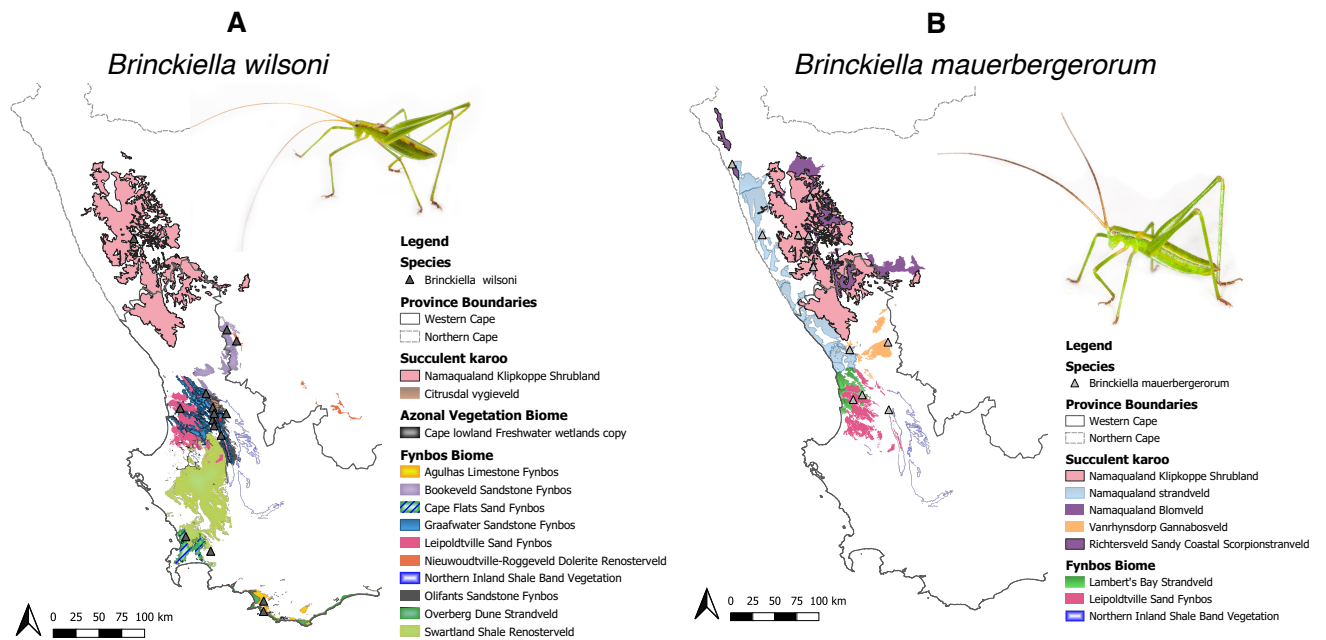 A
Brinckiella wilsoni
Legend
Species
Brinckiella wilsoni
Province Boundaries
Western Cape
Northern Cape
Succulent karoo
Namaqualand Klipkoppe Shrubland
Citrusdal vygieveld
Azonal Vegetation Biome
Cape lowland Freshwater wetlands copy
Fynbos Biome
Agulhas Limestone Fynbos
Bookeveld Sandstone Fynbos
Cape Flats Sand Fynbos
Graafwater Sandstone Fynbos
Leipoldtville Sand Fynbos
Nieuwoudtville-Roggeveld Dolerite Renosterveld
Northern Inland Shale Band Vegetation
Olifants Sandstone Fynbos
Overberg Dune Strandveld
Swartland Shale Renosterveld
0 25 50 75 100 km
B
Brinckiella mauerbergerorum
Legend
Species
Brinckiella mauerbergerorum
Province Boundaries
Western Cape
Northern Cape
Succulent karoo
Namaqualand Klipkoppe Shrubland
Namaqualand strandveld
Namaqualand Blomveld
Vanrhynsdorp Gannabosveld
Richtersveld Sandy Coastal Scorpionstranveld
Fynbos Biome
Lambert's Bay Strandveld
Leipoldtville Sand Fynbos
Northern Inland Shale Band Vegetation
0 25 50 75 100 km